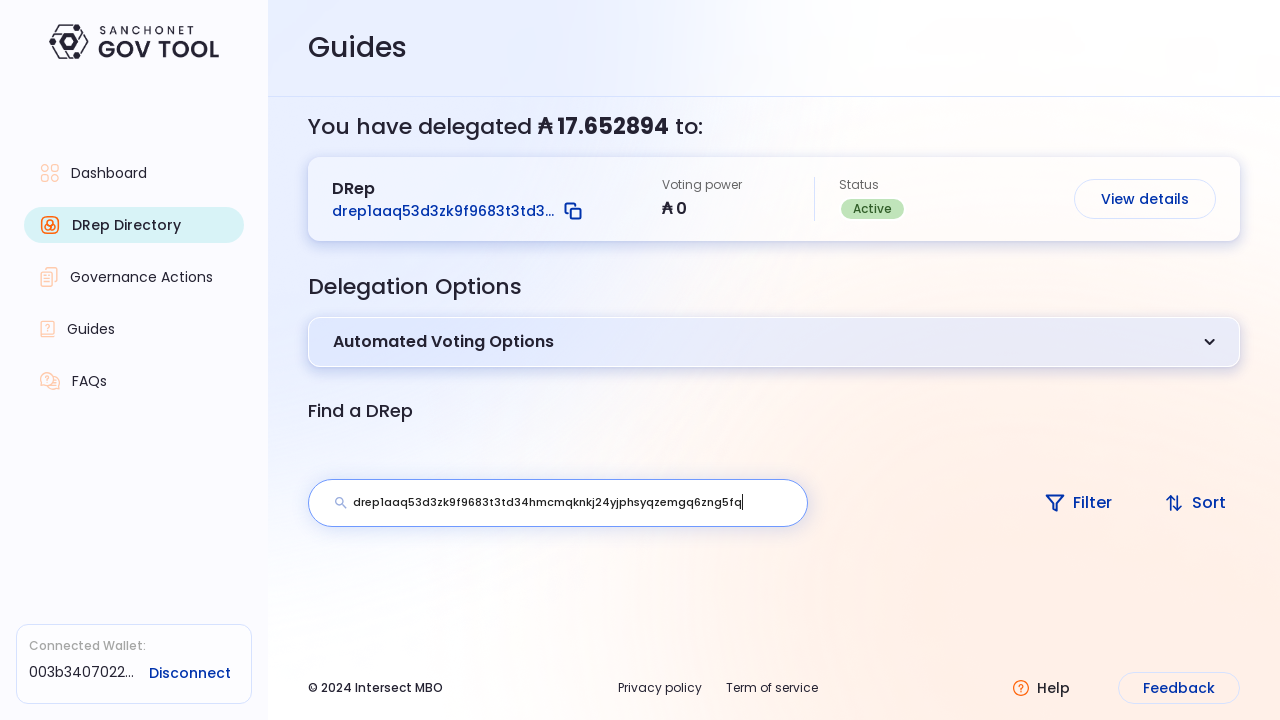 SANCHONET
GOV TOOL
Guides
Dashboard
DRep Directory
Governance Actions
Guides
FAQs
Connected Wallet:
003b3407022...
Disconnect
You have delegated ₳ 17.652894 to:
DRep
drep1aaq53d3zk9f9683t3td3...
Voting power
₳ 0
Status
Active
View details
Delegation Options
Automated Voting Options
Find a DRep
drep1aaq53d3zk9f9683t3td34hmcmqknkj24yjphsyqzemgq6zng5fq
Filter
Sort
© 2024 Intersect MBO
Privacy policy
Term of service
Help
Feedback